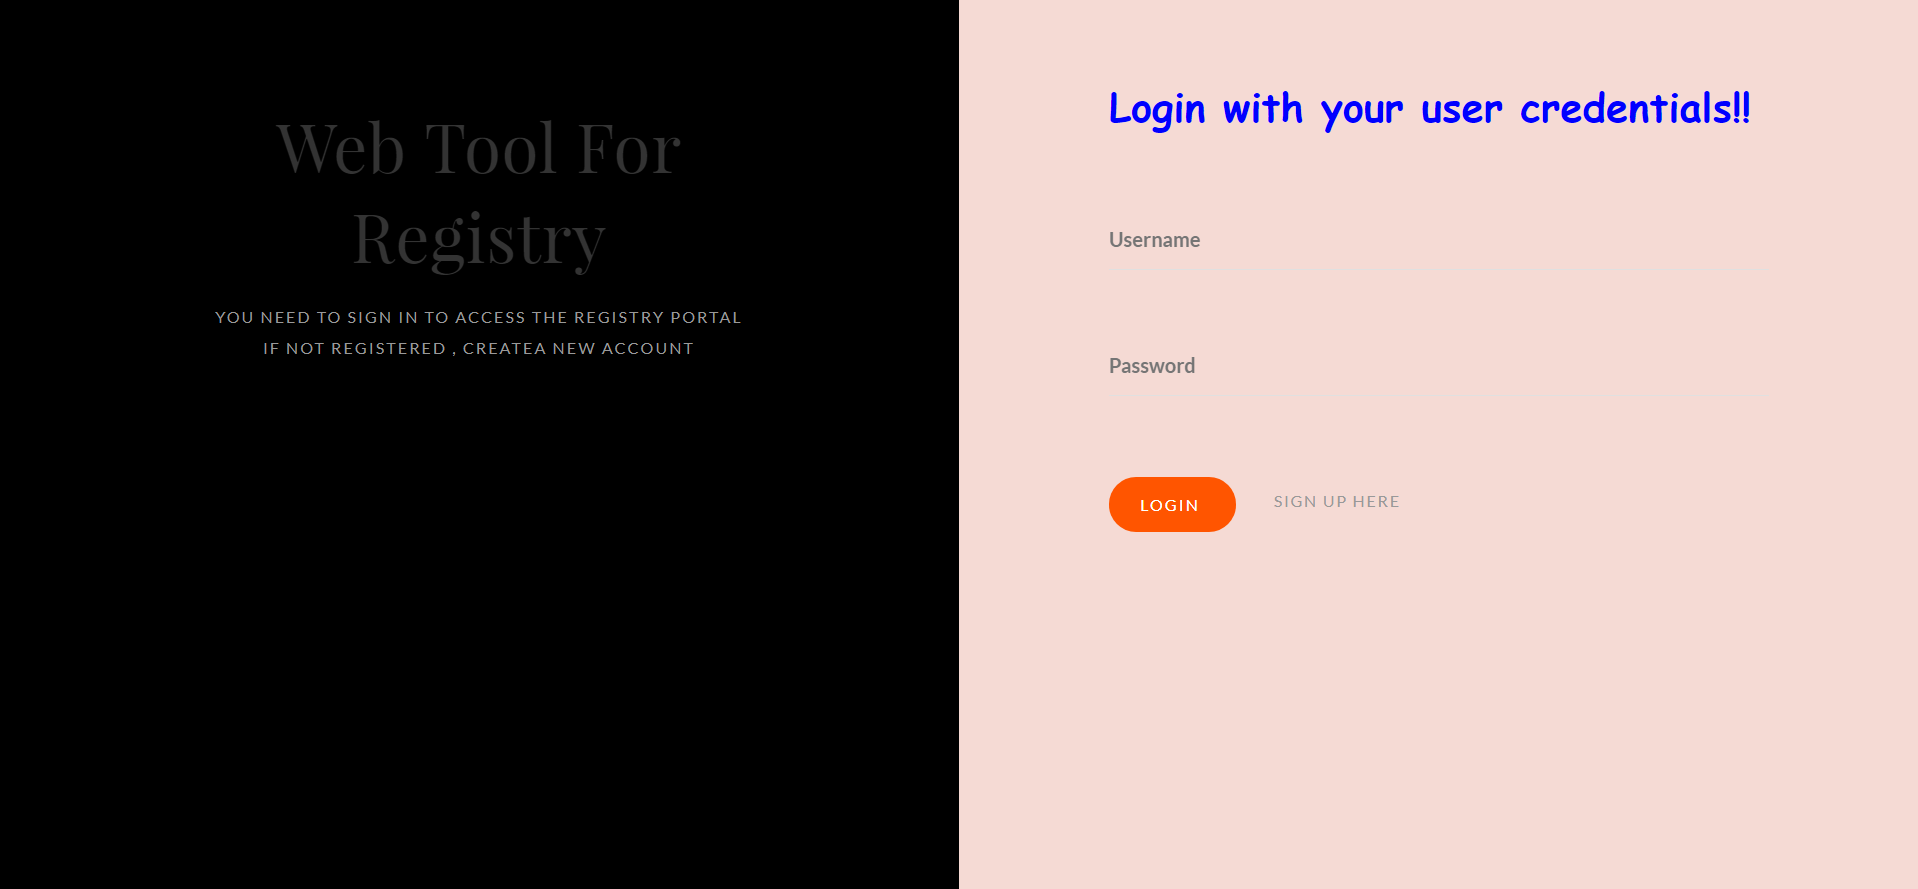 Web Tool For
Registry
YOU NEED TO SIGN IN TO ACCESS THE REGISTRY PORTAL
IF NOT REGISTERED , CREATEA NEW ACCOUNT
Login with your user credentials!!
Username
Password
LOGIN
SIGN UP HERE